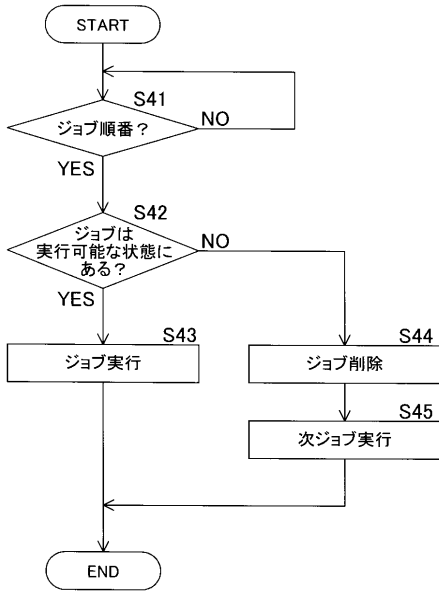 START
S41
ジョブ順番？
NO
YES
S42
ジョブは
実行可能な状態に
ある？
NO
YES
S43
ジョブ実行
S44
ジョブ削除
S45
次ジョブ実行
END